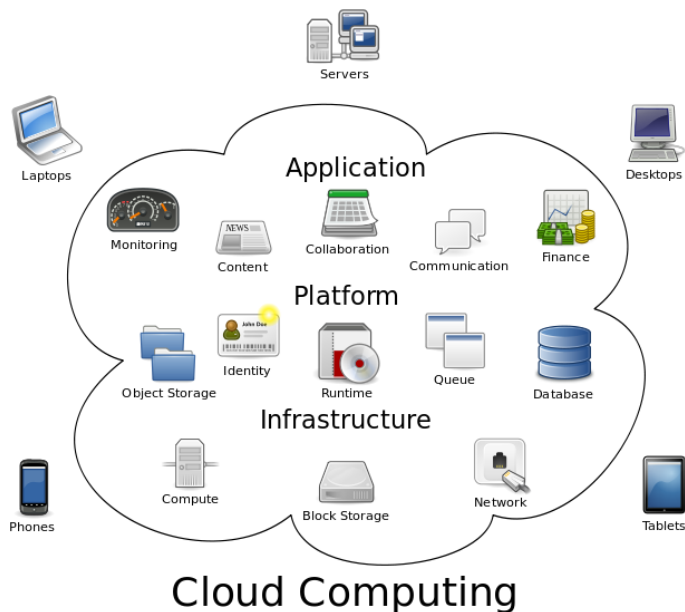 Servers
Laptops
Desktops
Application
Monitoring
NEWS
Content
Collaboration
Communication
Finance
Platform
Object Storage
John Doe
Identity
Runtime
Queue
Database
Infrastructure
Compute
Block Storage
Network
Phones
Tablets
Cloud Computing